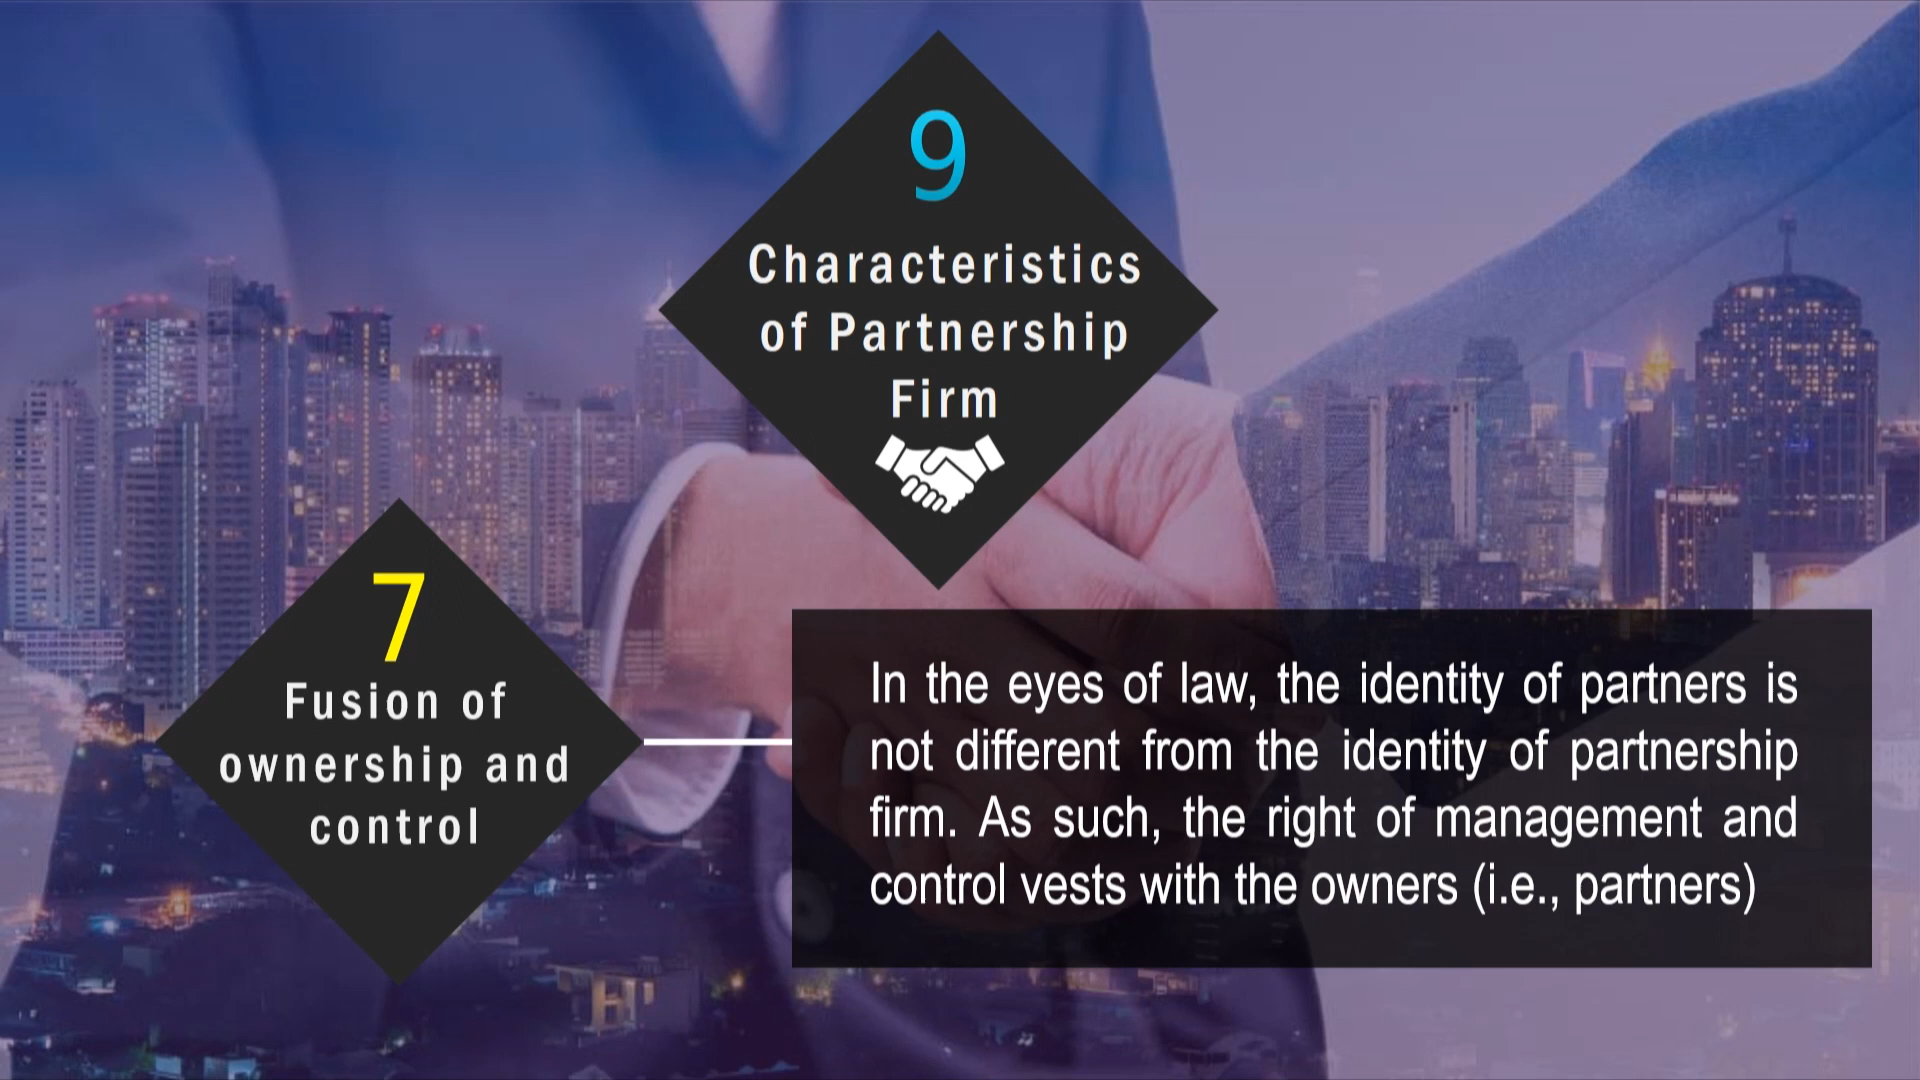 9
Characteristics
of Partnership
Firm
7
Fusion of
ownership and
control
In the eyes of law, the identity of partners is
not different from the identity of partnership
firm. As such, the right of management and
control vests with the owners (i.e., partners)